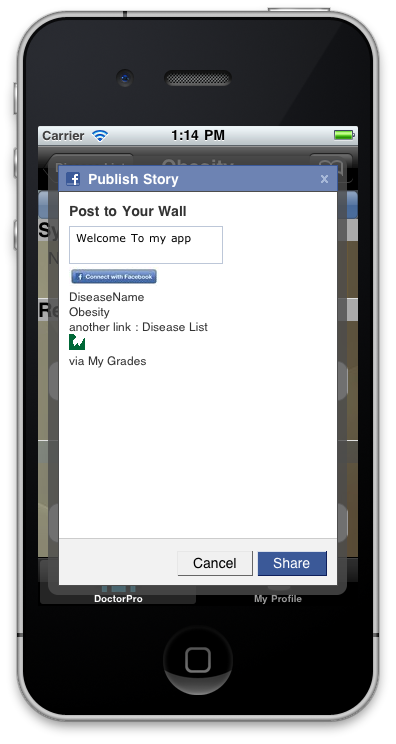 Carrier 1:14 PM
Obesity
Publish Story x
Post to Your Wall
Welcome To my app
Connect with Facebook
DiseaseName
Obesity
another link : Disease List
via My Grades
Cancel Share
DoctorPro My Profile